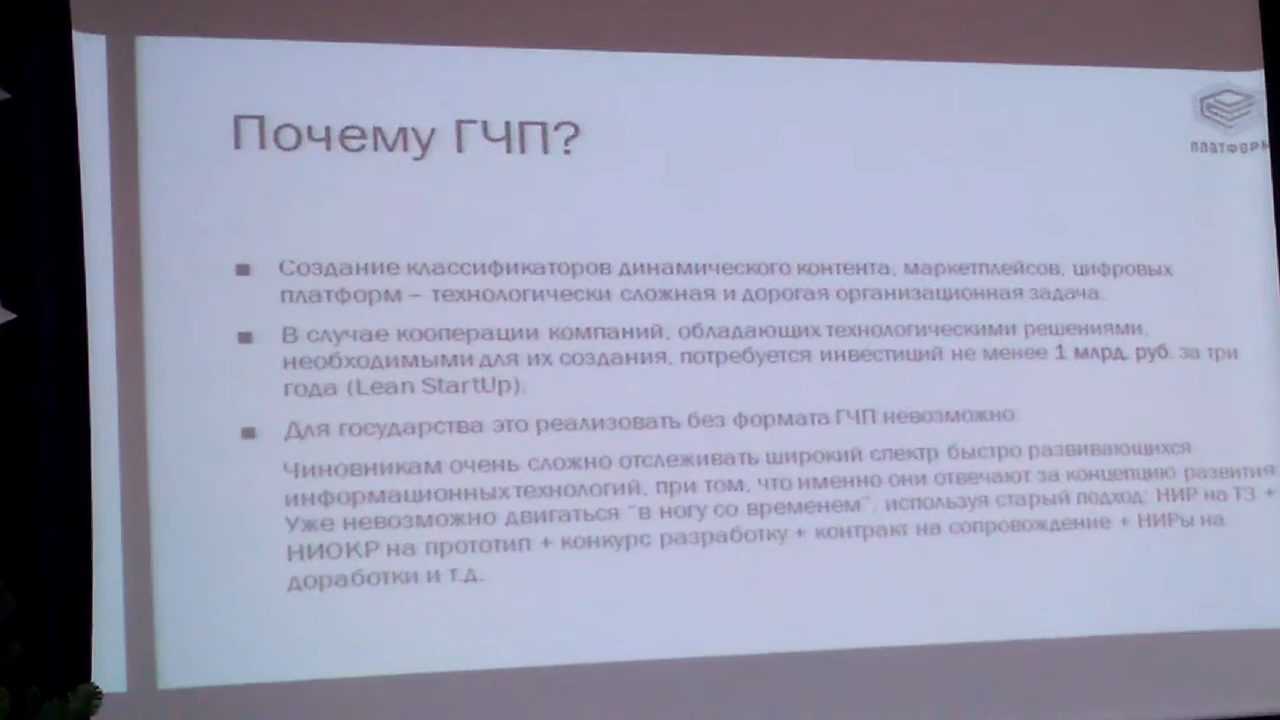 Почему ГЧП?
ПЛАТФОРМ
■ Создание классификаторов динамического контента, маркетплейсов, цифровых
платформ – технологически сложная и дорогая организационная задача.
■ В случае кооперации компаний, обладающих технологическими решениями,
необходимыми для их создания, потребуется инвестиций не менее 1 млрд. руб. за три
года (Lean StartUp).
■ Для государства это реализовать без формата ГЧП невозможно:
Чиновникам очень сложно отслеживать широкий спектр быстро развивающихся
информационных технологий, при том, что именно они отвечают за концепцию развития
Уже невозможно двигаться "в ногу со временем", используя старый подход: НИР на ТЗ +
НИОКР на прототип + конкурс разработку + контракт на сопровождение + НИРы на
доработки и т.д.